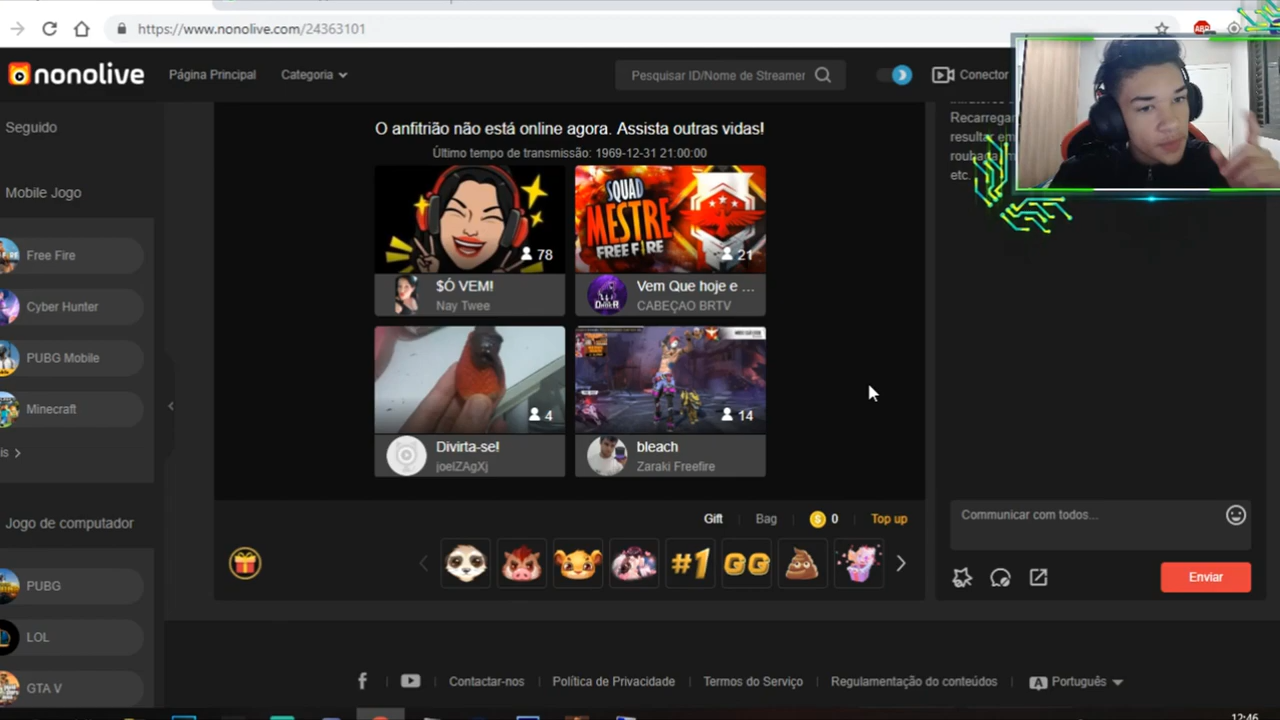 https://www.nonolive.com/24363101
nonolive
Página Principal
Categoria
Pesquisar ID/Nome de Streamer
Conector
Seguido
Mobile Jogo
Free Fire
Cyber Hunter
PUBG Mobile
Minecraft
is
Jogo de computador
PUBG
LOL
GTA V
O anfitrião não está online agora. Assista outras vidas!
Último tempo de transmissão: 1969-12-31 21:00:00
78
$Ó VEM!
Nay Twee
SQUAD
MESTRE
FREE FIRE
21
Vem Que hoje e ...
CABEÇAO BRTV
4
Divirta-se!
joelZAgXj
14
bleach
Zaraki Freefire
Gift
Bag
0
Top up
#1
GG
Recarregar
resultar em
etc.
Communicar com todos...
Enviar
Contactar-nos
Política de Privacidade
Termos do Serviço
Regulamentação do conteúdos
A Português
12:46